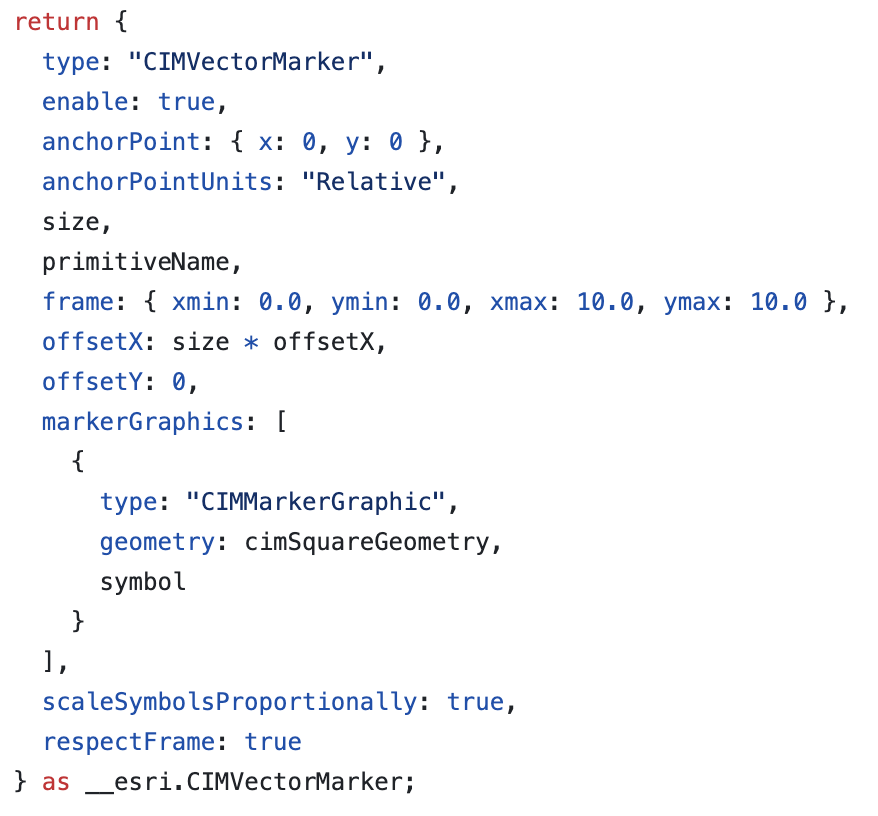 return {
  type: "CIMVectorMarker",
  enable: true,
  anchorPoint: { x: 0, y: 0 },
  anchorPointUnits: "Relative",
  size,
  primitiveName,
  frame: { xmin: 0.0, ymin: 0.0, xmax: 10.0, ymax: 10.0 },
  offsetX: size * offsetX,
  offsetY: 0,
  markerGraphics: [
    {
      type: "CIMMarkerGraphic",
      geometry: cimSquareGeometry,
      symbol
    }
  ],
  scaleSymbolsProportionally: true,
  respectFrame: true
} as __esri.CIMVectorMarker;